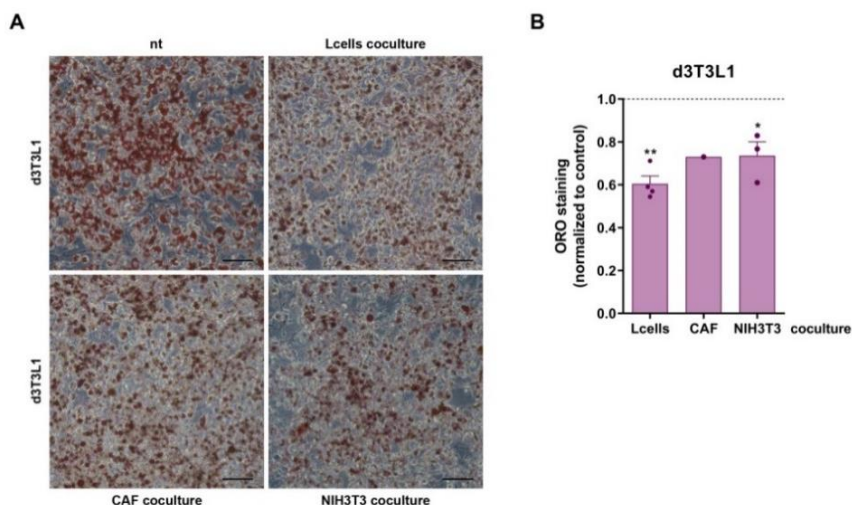 A
B
nt
Lcells coculture
d3T3L1
d3T3L1
CAF coculture
NIH3T3 coculture
d3T3L1
ORO staining
(normalized to control)
1.0
0.8
0.6
0.4
0.2
0.0
**
*
Lcells
CAF
NIH3T3
coculture